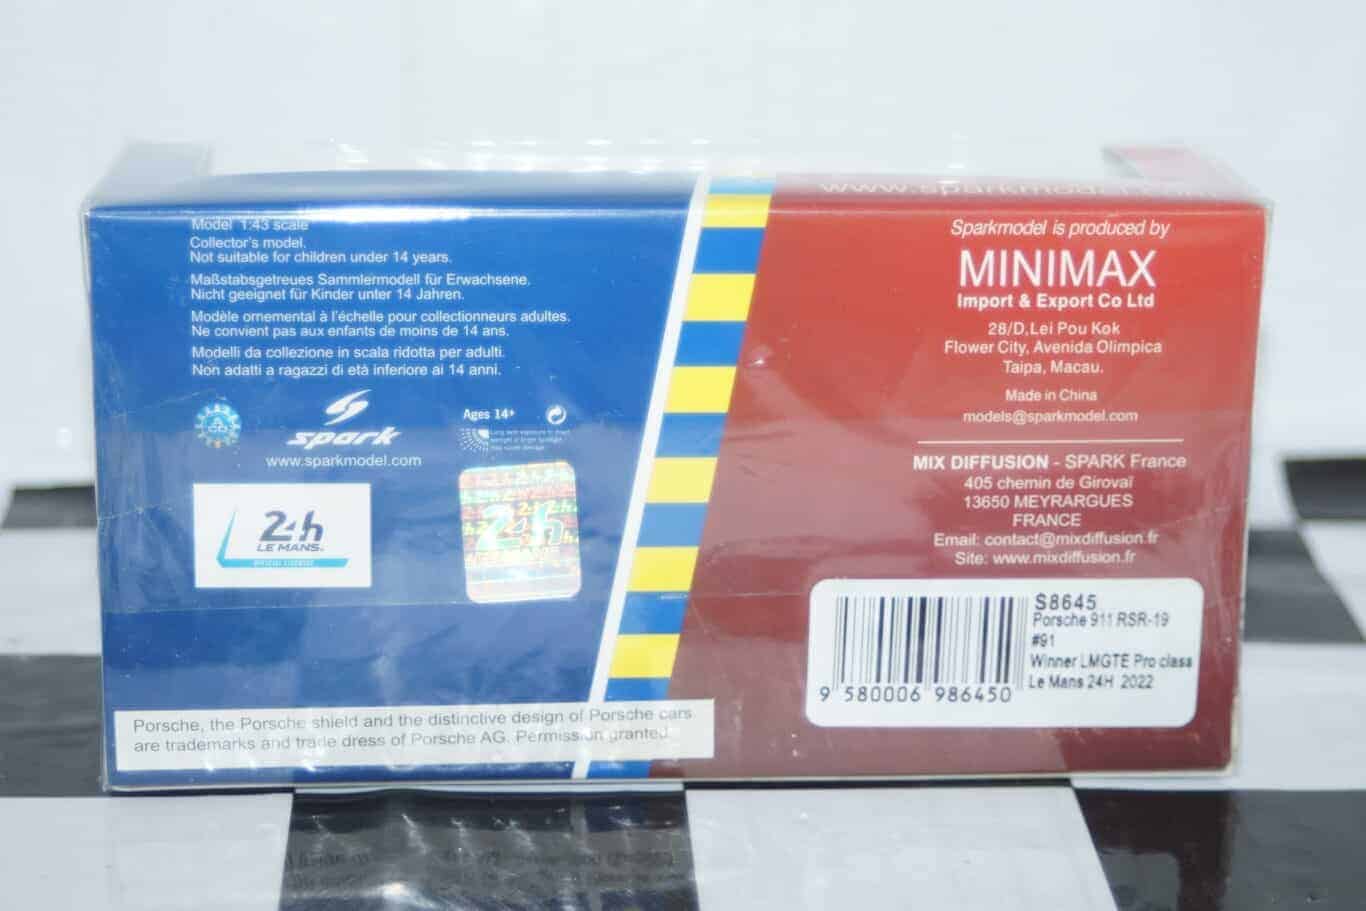 Model 1:43 scale
Collector's model.
Not suitable for children under 14 years.
Maßstabsgetreues Sammlermodell für Erwachsene.
Nicht geeignet für Kinder unter 14 Jahren.
Modèle ornemental à l'échelle pour collectionneurs adultes.
Ne convient pas aux enfants de moins de 14 ans.
Modelli da collezione in scala ridotta per adulti.
Non adatti a ragazzi di età inferiore ai 14 anni.
spark
www.sparkmodel.com
Ages 14+
24h
LE MANS
24h
Porsche, the Porsche shield and the distinctive design of Porsche cars
are trademarks and trade dress of Porsche AG. Permission granted.
Sparkmodel is produced by
MINIMAX
Import & Export Co Ltd
28/D,Lei Pou Kok
Flower City, Avenida Olimpica
Taipa, Macau.
Made in China
models@sparkmodel.com
MIX DIFFUSION - SPARK France
405 chemin de Girovaï
13650 MEYRARGUES
FRANCE
Email: contact@mixdiffusion.fr
Site: www.mixdiffusion.fr
S8645
Porsche 911 RSR-19
#91
Winner LMGTE Pro class
Le Mans 24H 2022
9 580006 986450